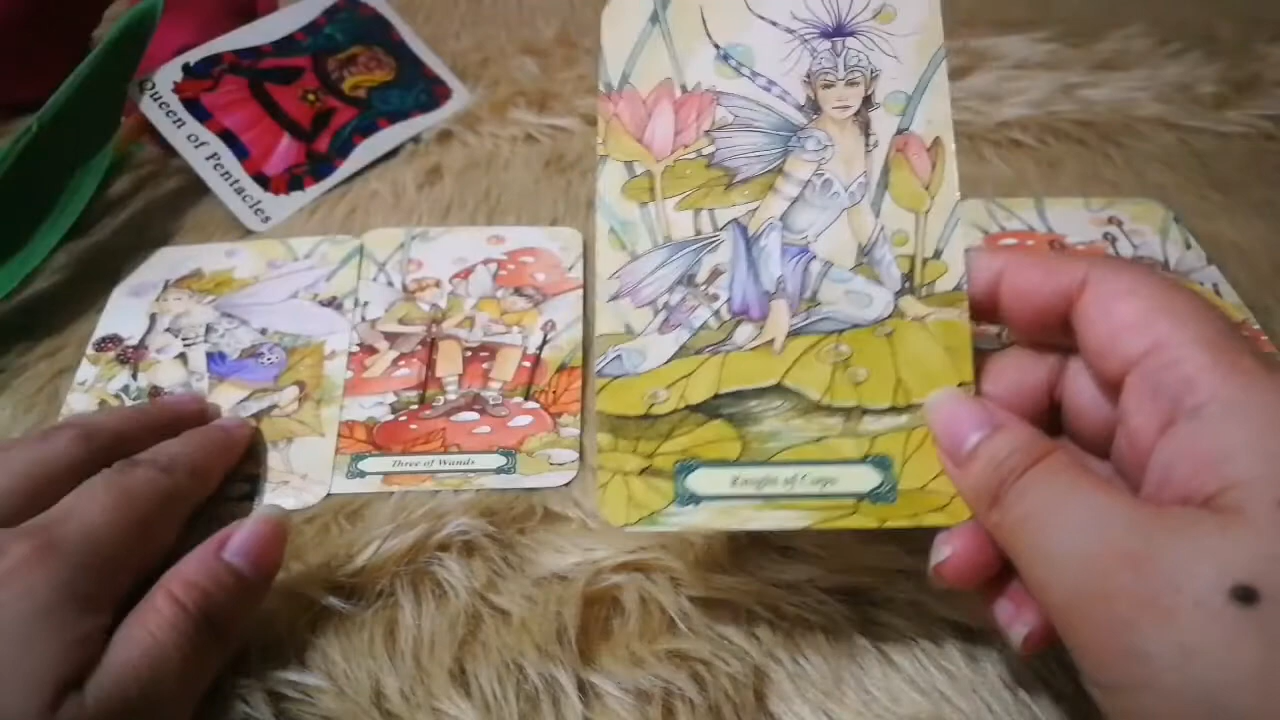 Queen of Pentacles
Three of Wands
Knight of Cups